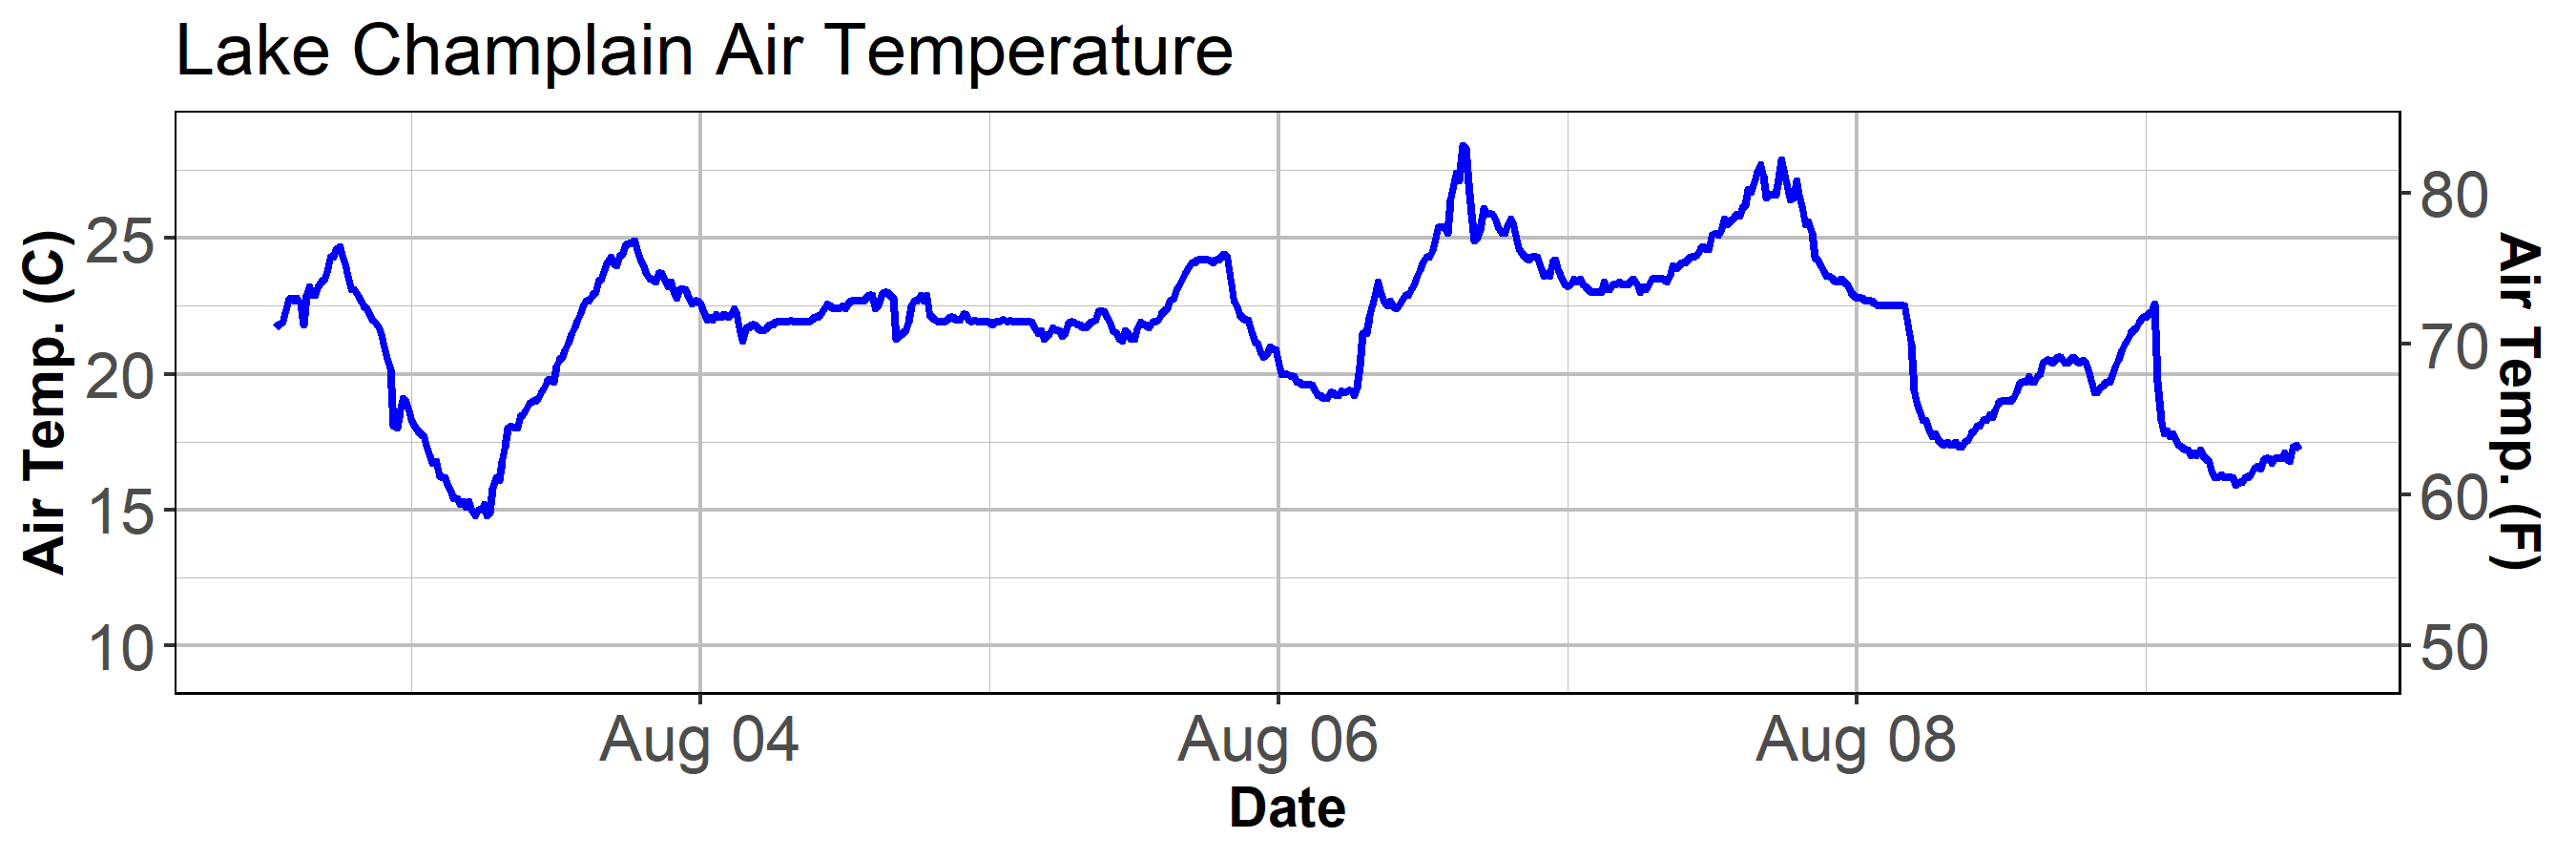 Lake Champlain Air Temperature
Air Temp. (C)
25
20
15
10
80
70
60
50
Air Temp. (F)
Aug 04 Aug 06 Aug 08
Date